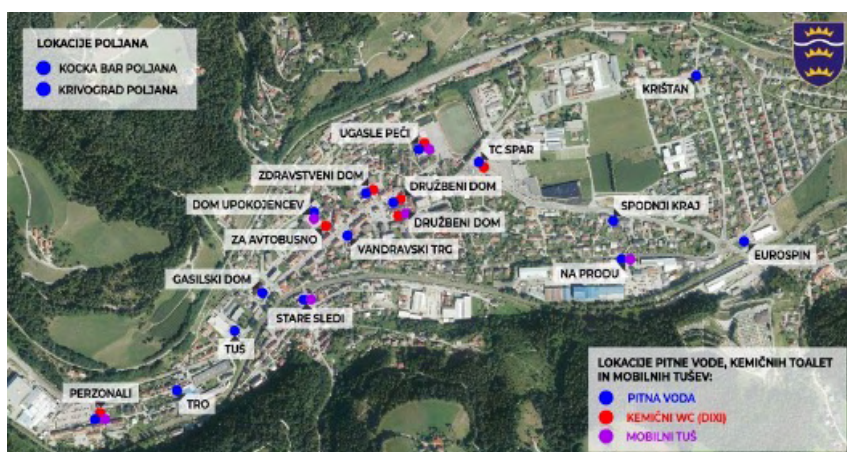 LOKACIJE POLJANA
KOCKA BAR POLJANA
KRIVOGRAD POLJANA
KRIŠTAN
UGASLE PEČI
TC SPAR
ZDRAVSTVENI DOM
DRUŽBENI DOM
DOM UPOKOJENCEV
DRUŽBENI DOM
SPODNJI KRAJ
ZA AVTOBUSNO
VANDRAVSKI TRG
EUROSPIN
GASILSKI DOM
NA PRODU
STARE SLEDI
TUŠ
PERZONALI
TRO
LOKACIJE PITNE VODE, KEMIČNIH TOALET
IN MOBILNIH TUŠEV:
PITNA VODA
KEMIČNI WC (DIXI)
MOBILNI TUŠ